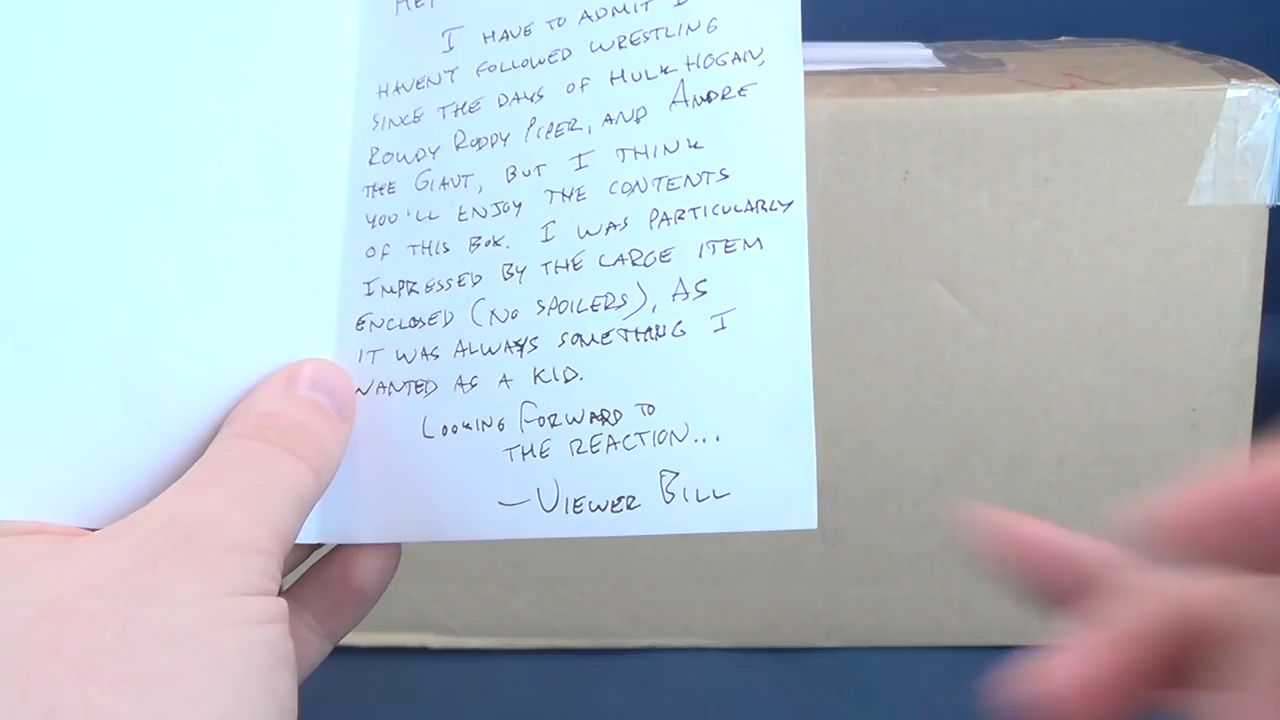 HEY
I HAVE TO ADMIT I
HAVEN'T FOLLOWED WRESTLING
SINCE THE DAYS OF HULK HOGAN,
ROWDY RODDY PIPER, AND ANDRE
THE GIANT, BUT I THINK
YOU'LL ENJOY THE CONTENTS
OF THIS BOX. I WAS PARTICULARLY
IMPRESSED BY THE LARGE ITEM
ENCLOSED (NO SPOILERS), AS
IT WAS ALWAYS SOMETHING I
WANTED AS A KID.
LOOKING FORWARD TO
THE REACTION...
—VIEWER BILL